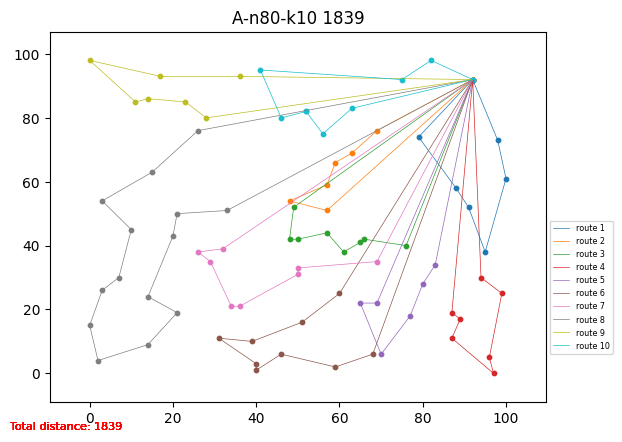 A-n80-k10 1839
100
80
60
40
20
0
0 20 40 60 80 100
route 1
route 2
route 3
route 4
route 5
route 6
route 7
route 8
route 9
route 10
Total distance: 1839